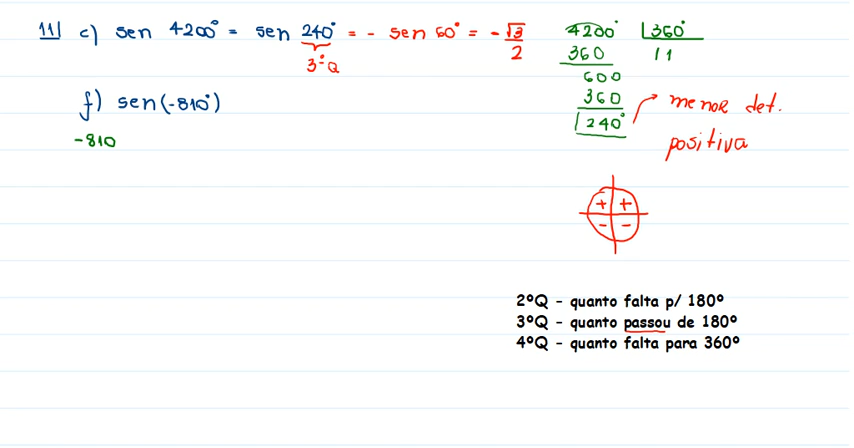 11) c) sen 4200° = sen 240° = - sen 60° = - √3/2
3°Q
4200° 360°
360 11
600
360
240°
menor det.
positiva
f) sen(-810°)
-810
+ +
- -
2ºQ - quanto falta p/ 180º
3ºQ - quanto passou de 180º
4ºQ - quanto falta para 360º